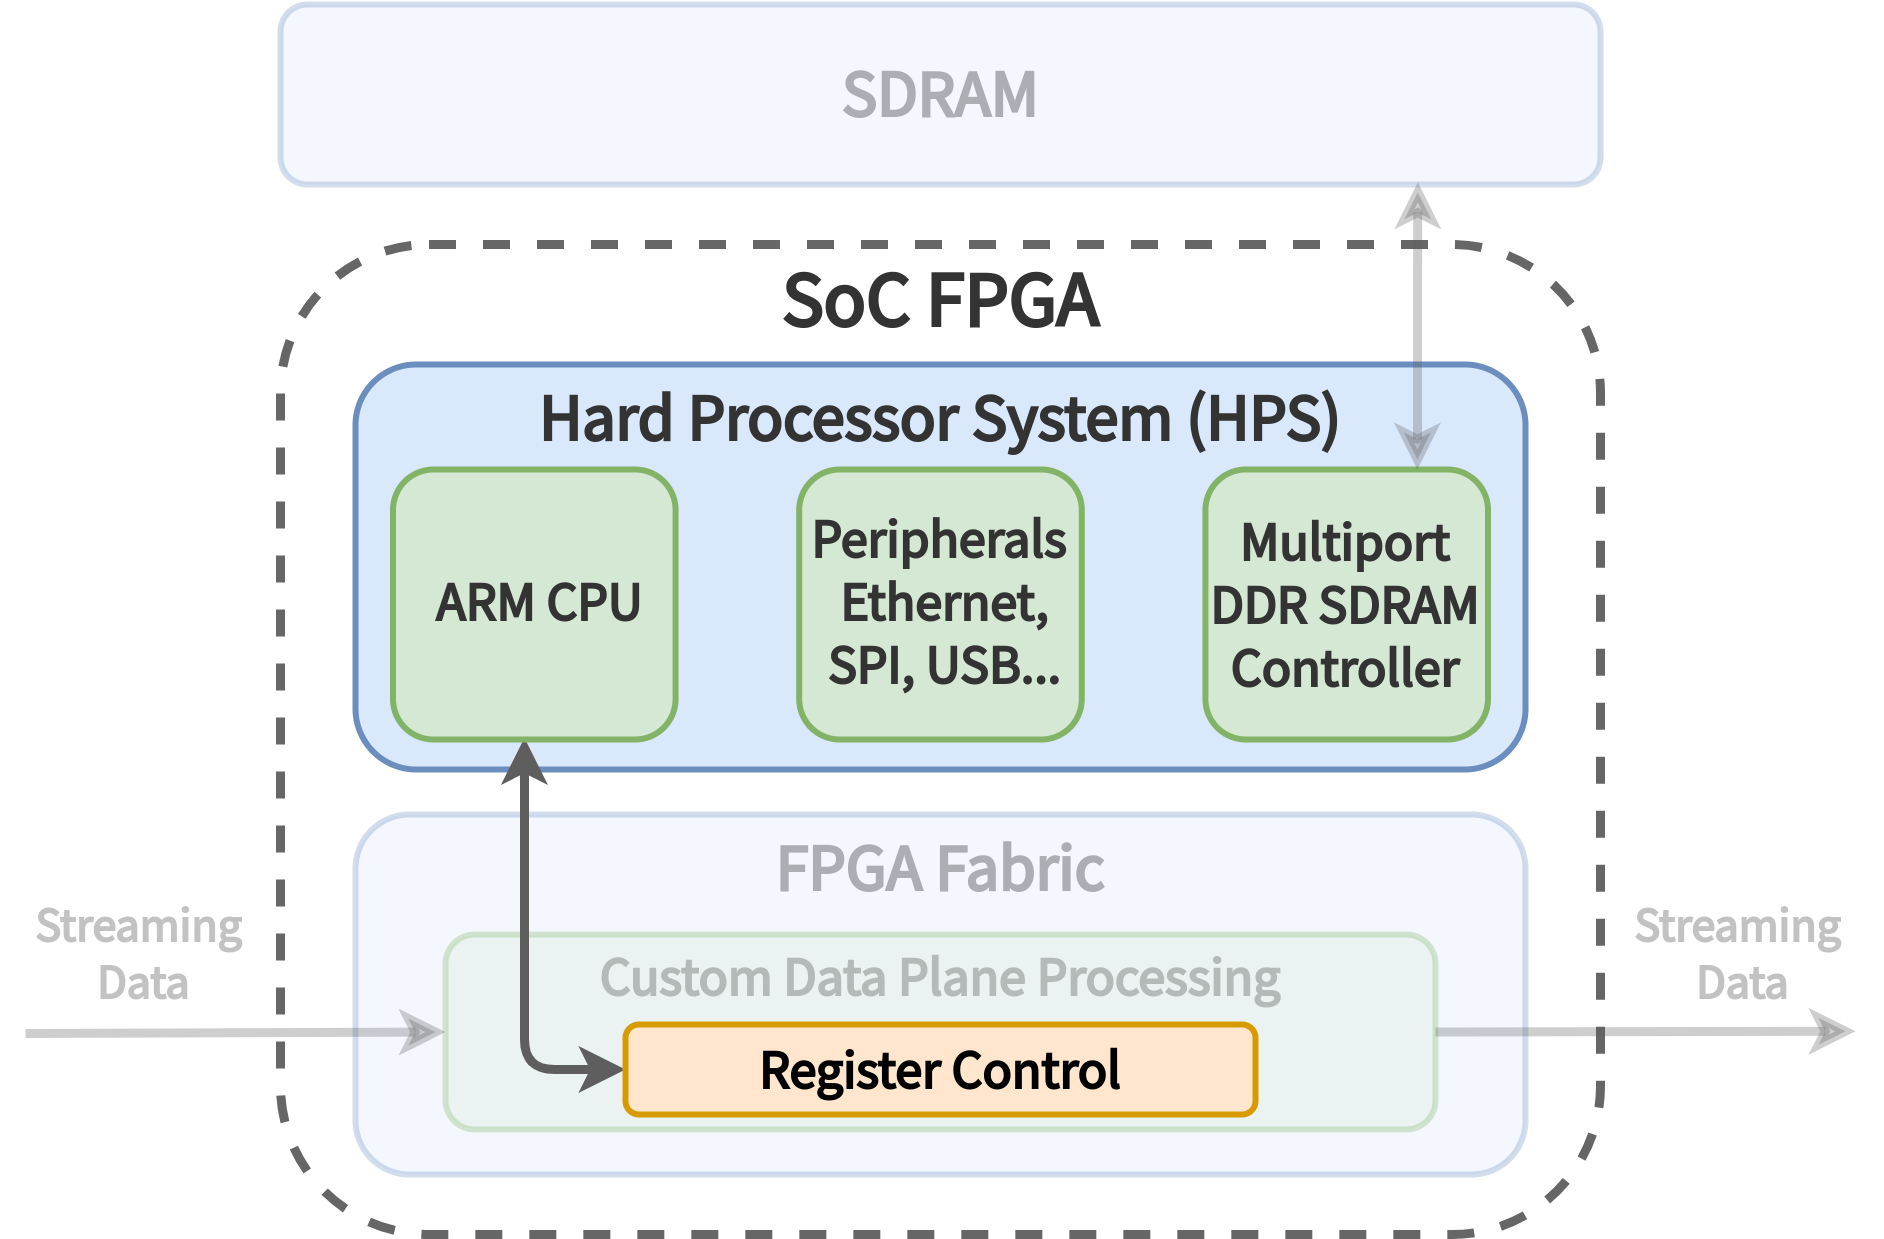 SDRAM
SoC FPGA
Hard Processor System (HPS)
ARM CPU
Peripherals
Ethernet,
SPI, USB...
Multiport
DDR SDRAM
Controller
FPGA Fabric
Streaming
Data
Custom Data Plane Processing
Register Control
Streaming
Data